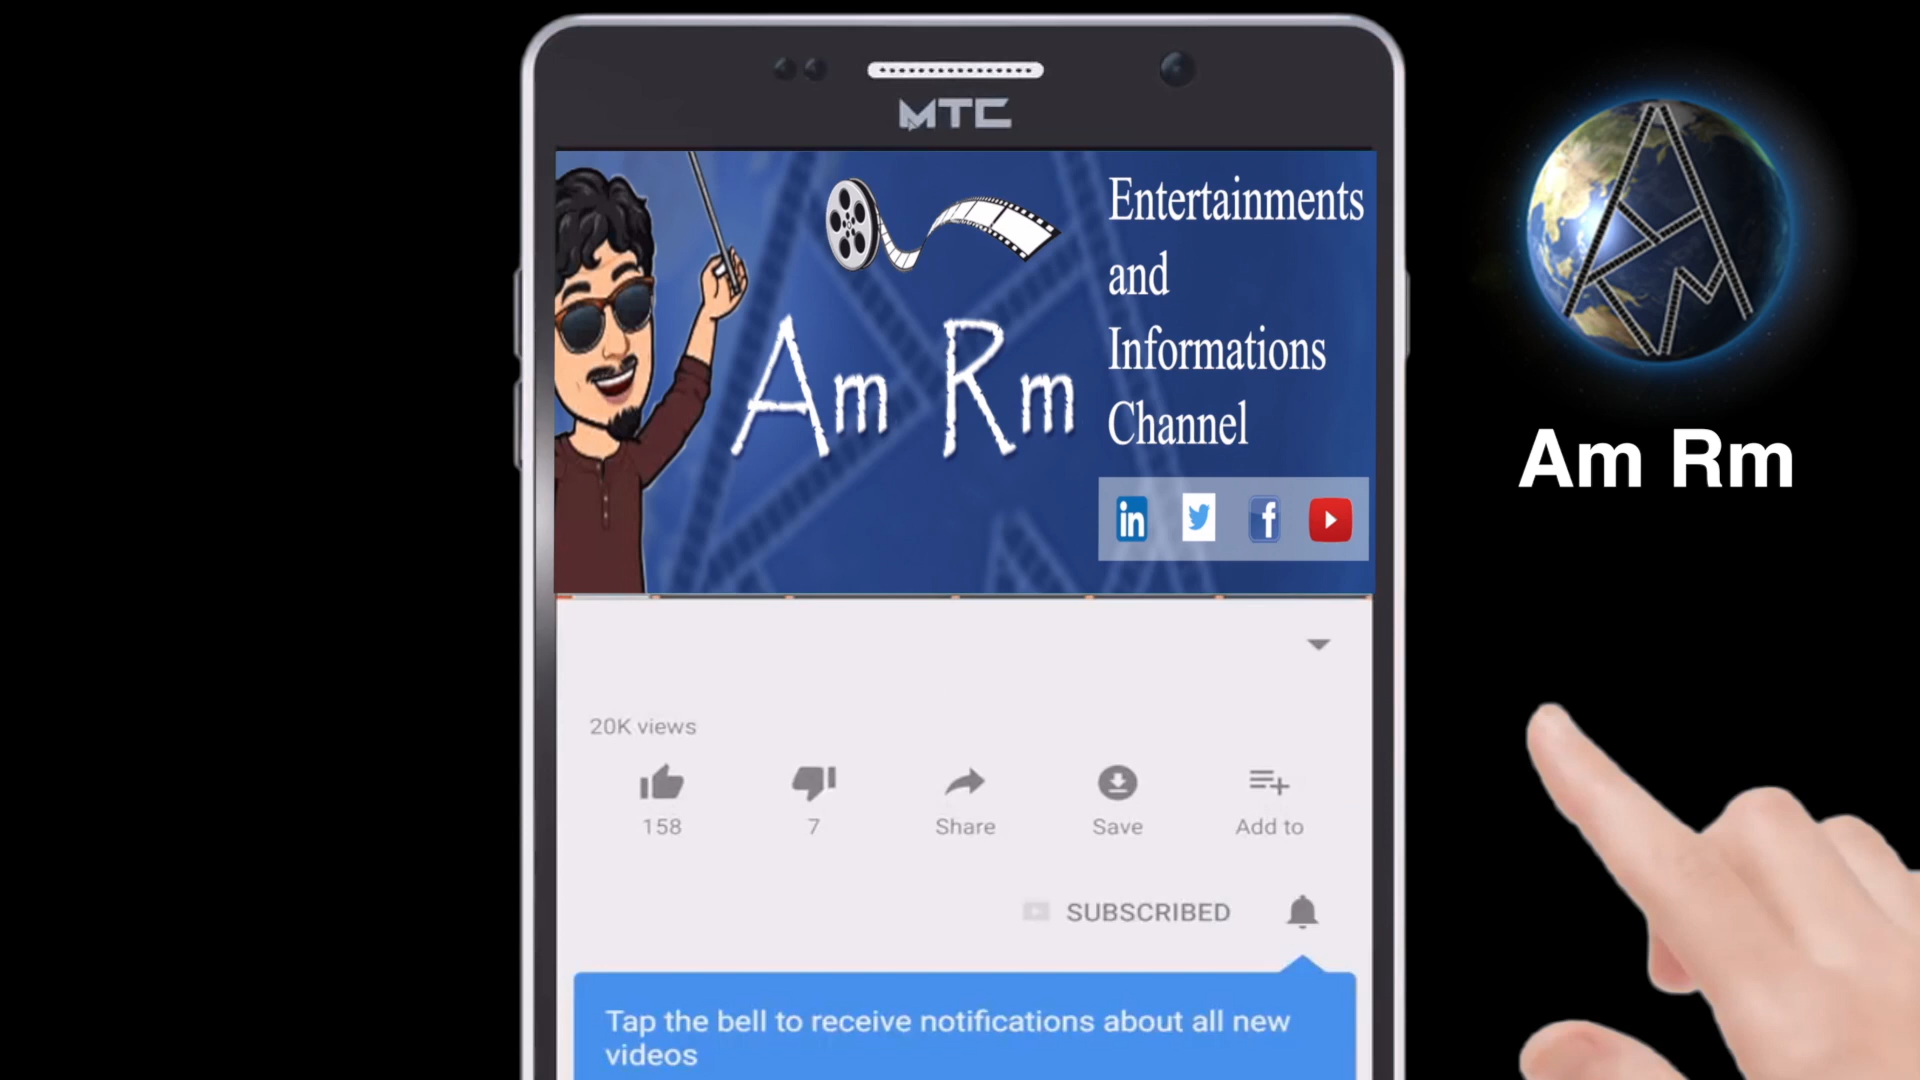 MTC
Entertainments
and
Informations
Channel
Am Rm
in
f
Am Rm
20K views
158
7
Share
Save
Add to
SUBSCRIBED
Tap the bell to receive notifications about all new
videos